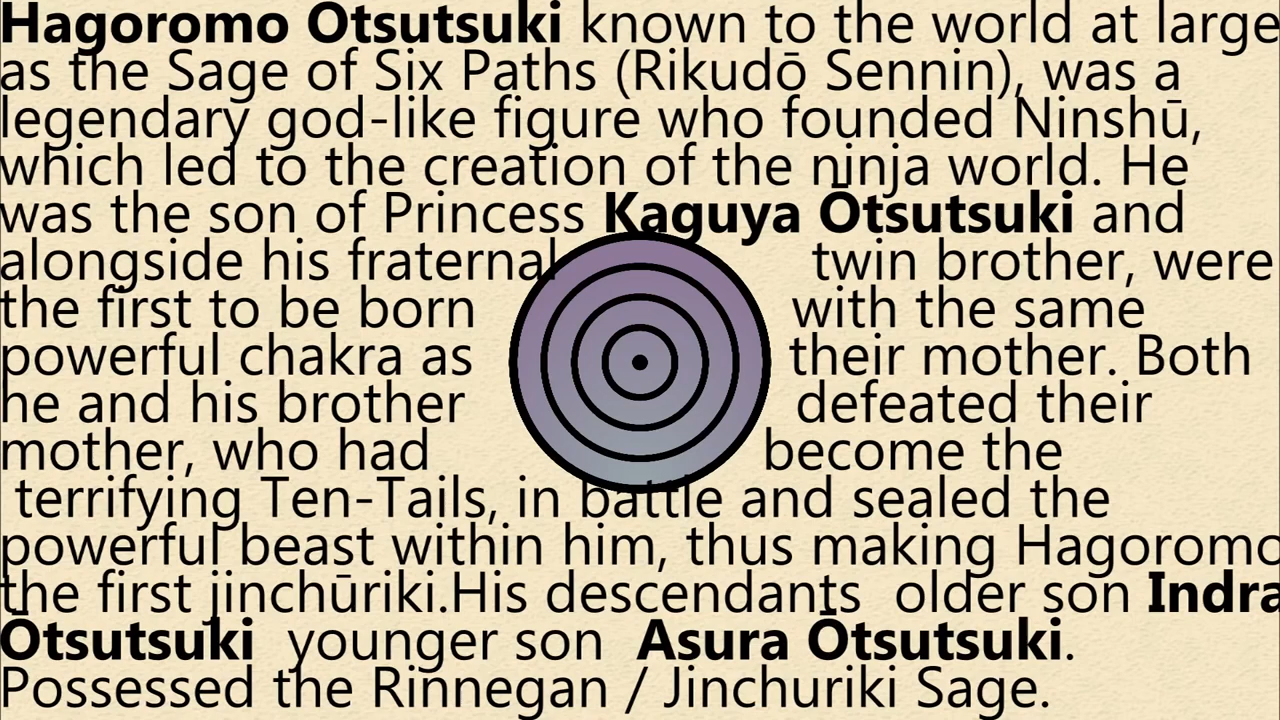 Hagoromo Ōtsutsuki known to the world at large
as the Sage of Six Paths (Rikudō Sennin), was a
legendary god-like figure who founded Ninshū,
which led to the creation of the ninja world. He
was the son of Princess Kaguya Ōtsutsuki and
alongside his fraternal twin brother, were
the first to be born with the same
powerful chakra as their mother. Both
he and his brother defeated their
mother, who had become the
terrifying Ten-Tails, in battle and sealed the
powerful beast within him, thus making Hagoromo
the first jinchūriki.His descendants older son Indra
Ōtsutsuki younger son Asura Ōtsutsuki.
Possessed the Rinnegan / Jinchuriki Sage.